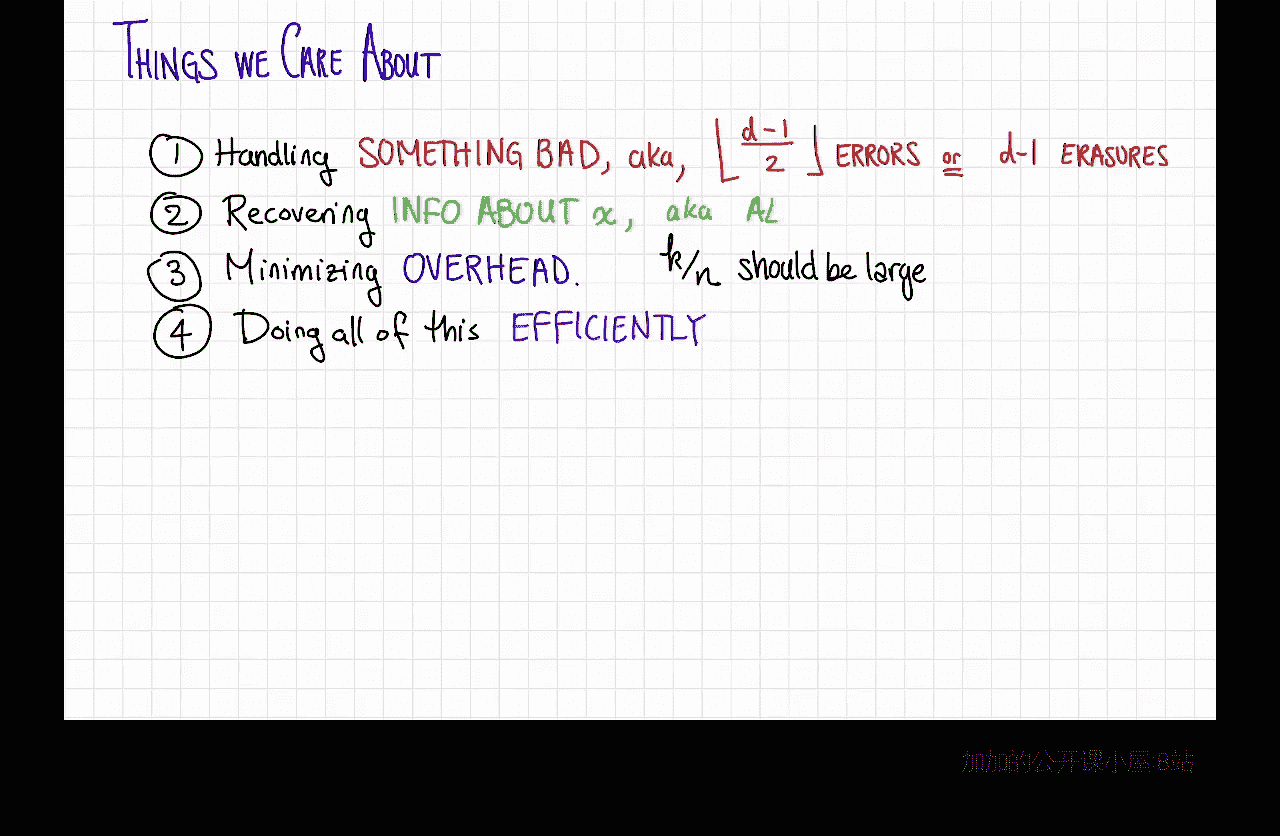 THINGS WE CARE ABOUT
① Handling SOMETHING BAD, aka, ⌊(d-1)/2⌋ ERRORS or d-1 ERASURES
② Recovering INFO ABOUT x, aka AL
③ Minimizing OVERHEAD. k/n should be large
④ Doing all of this EFFICIENTLY
加加的公开课小屋:B站